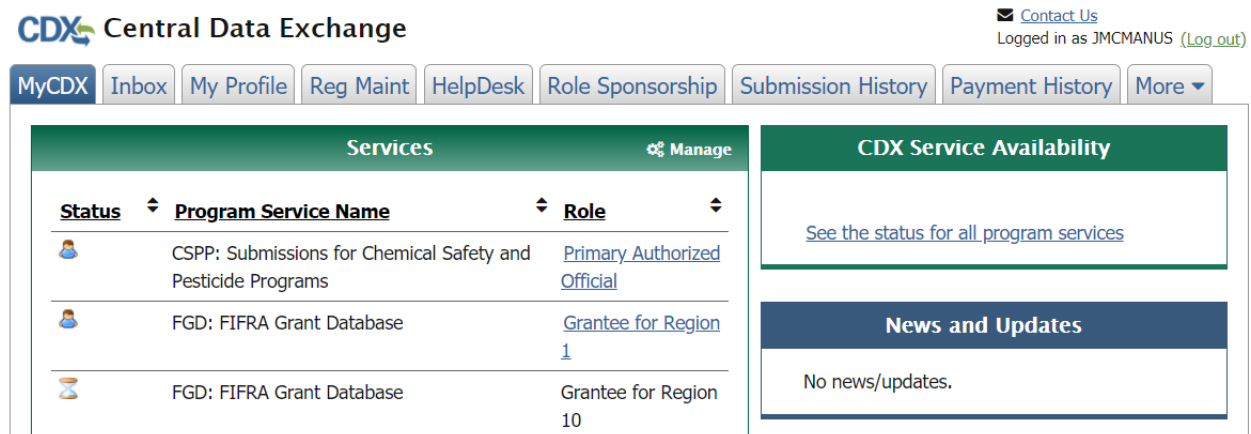 CDX Central Data Exchange
Contact Us
Logged in as JMCMANUS (Log out)
MyCDX Inbox My Profile Reg Maint HelpDesk Role Sponsorship Submission History Payment History More
Services Manage
Status Program Service Name Role
CSPP: Submissions for Chemical Safety and Primary Authorized
Pesticide Programs Official
FGD: FIFRA Grant Database Grantee for Region
1
FGD: FIFRA Grant Database Grantee for Region
10
CDX Service Availability
See the status for all program services
News and Updates
No news/updates.